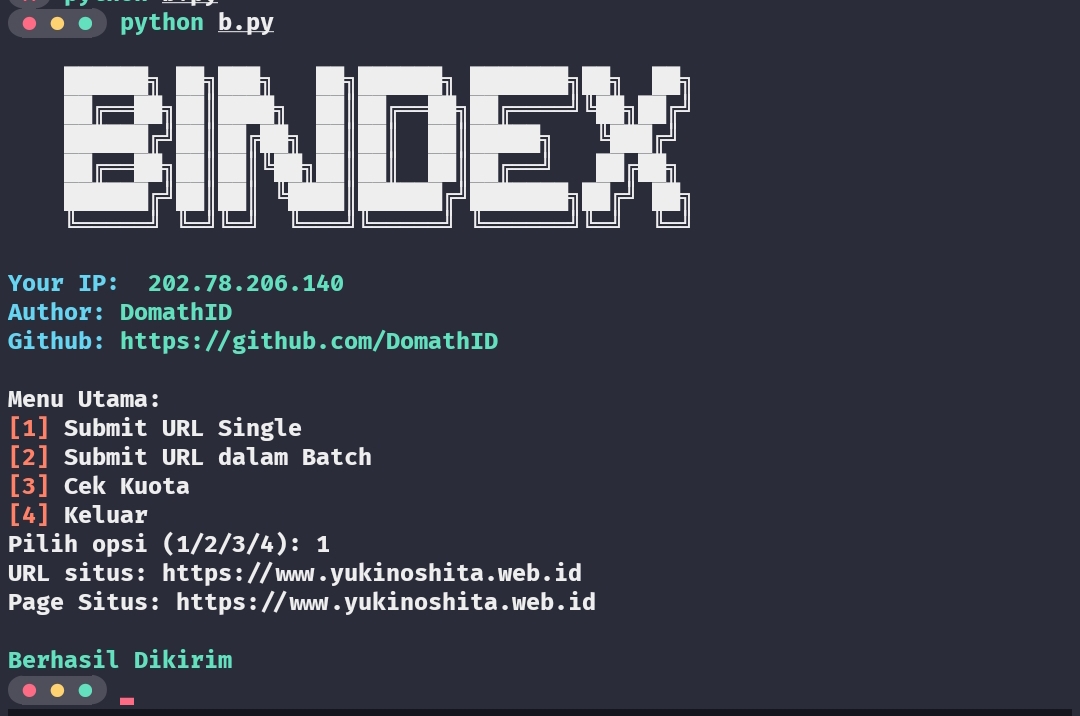 python b.py
python b.py
BINDEX
Your IP:  202.78.206.140
Author: DomathID
Github: https://github.com/DomathID
Menu Utama:
[1] Submit URL Single
[2] Submit URL dalam Batch
[3] Cek Kuota
[4] Keluar
Pilih opsi (1/2/3/4): 1
URL situs: https://www.yukinoshita.web.id
Page Situs: https://www.yukinoshita.web.id
Berhasil Dikirim